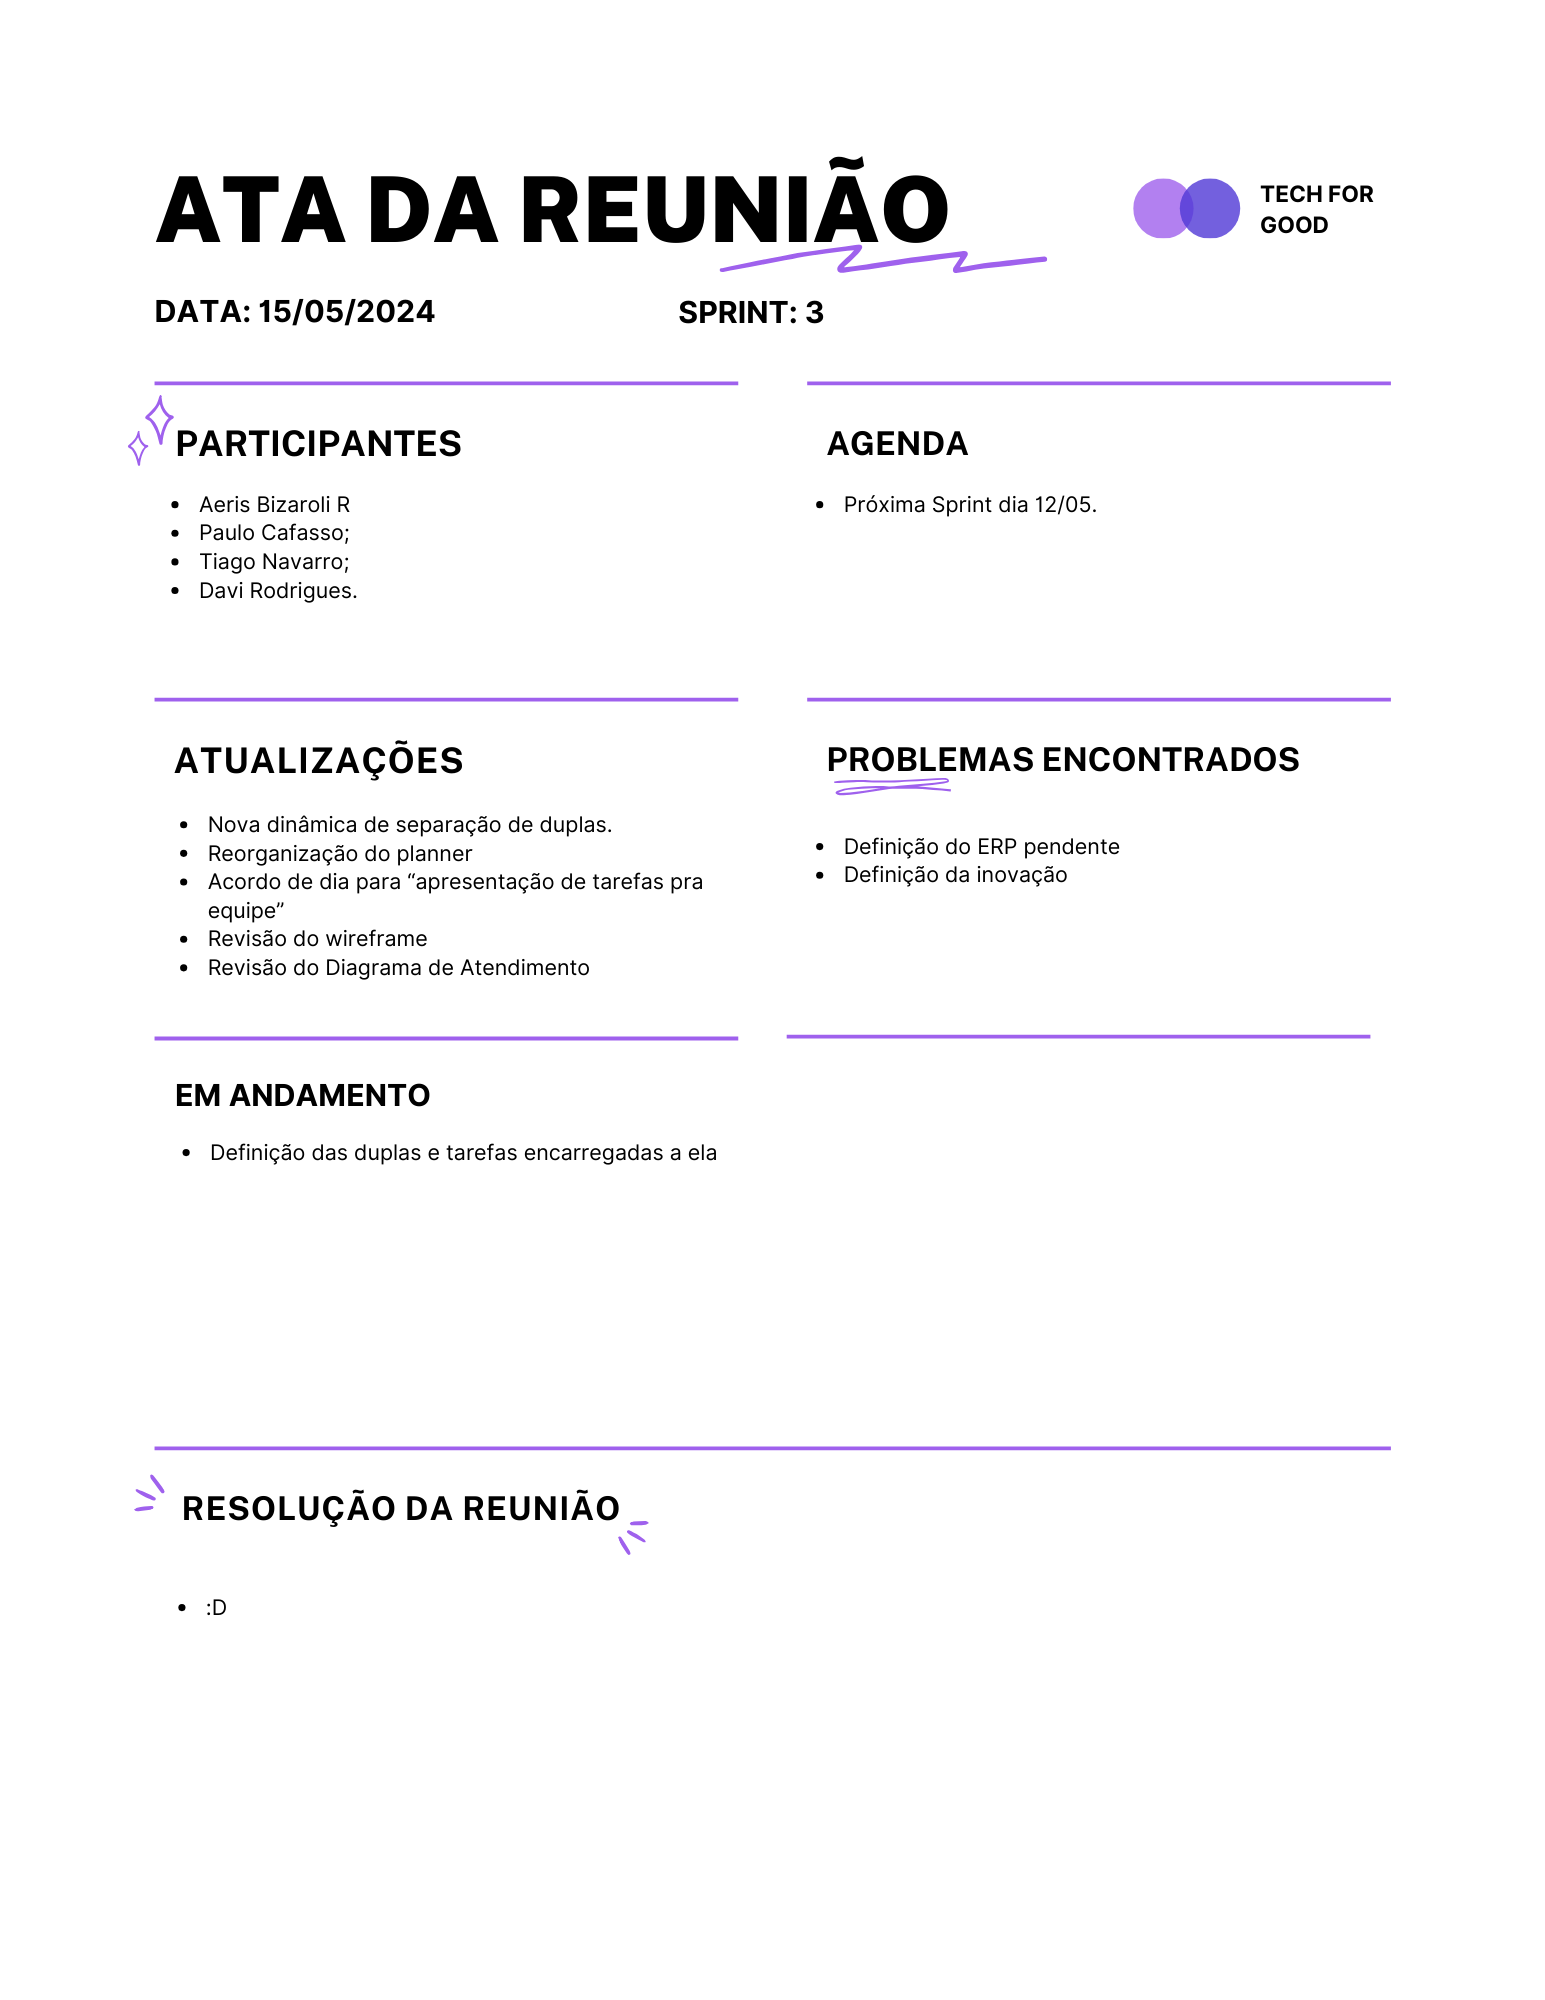 ATA DA REUNIÃO
TECH FOR
GOOD
DATA: 15/05/2024
SPRINT: 3
PARTICIPANTES
• Aeris Bizaroli R
• Paulo Cafasso;
• Tiago Navarro;
• Davi Rodrigues.
AGENDA
• Próxima Sprint dia 12/05.
ATUALIZAÇÕES
• Nova dinâmica de separação de duplas.
• Reorganização do planner
• Acordo de dia para “apresentação de tarefas pra
equipe”
• Revisão do wireframe
• Revisão do Diagrama de Atendimento
PROBLEMAS ENCONTRADOS
• Definição do ERP pendente
• Definição da inovação
EM ANDAMENTO
• Definição das duplas e tarefas encarregadas a ela
RESOLUÇÃO DA REUNIÃO
• :D